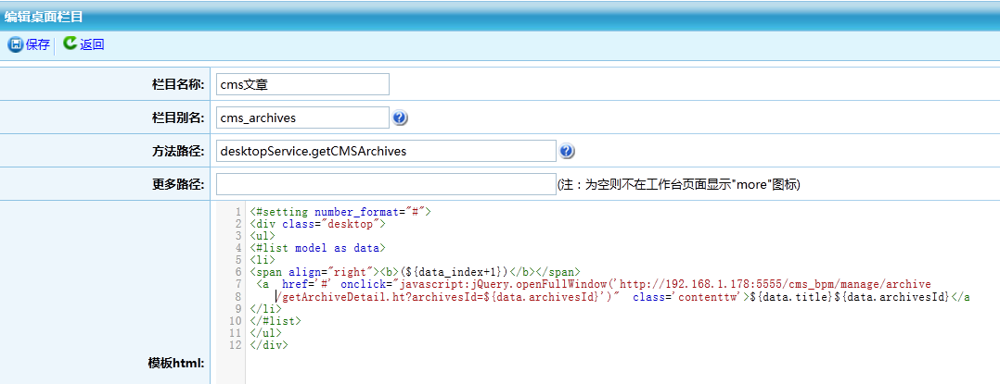 编辑桌面栏目
保存 返回
栏目名称: cms文章
栏目别名: cms_archives
方法路径: desktopService.getCMSArchives
更多路径: (注：为空则不在工作台页面显示"more"图标)
模板html:
1 <#setting number_format="#">
2 <div class="desktop">
3 <ul>
4 <#list model as data>
5 <li>
6 <span align="right"><b>(${data_index+1})</b></span>
7 <a  href='#' onclick="javascript:jQuery.openFullWindow('http://192.168.1.178:5555/cms_bpm/manage/archive
8 /getArchiveDetail.ht?archivesId=${data.archivesId}')"  class='contenttw'>${data.title}${data.archivesId}</a
9 </li>
10 </#list>
11 </ul>
12 </div>